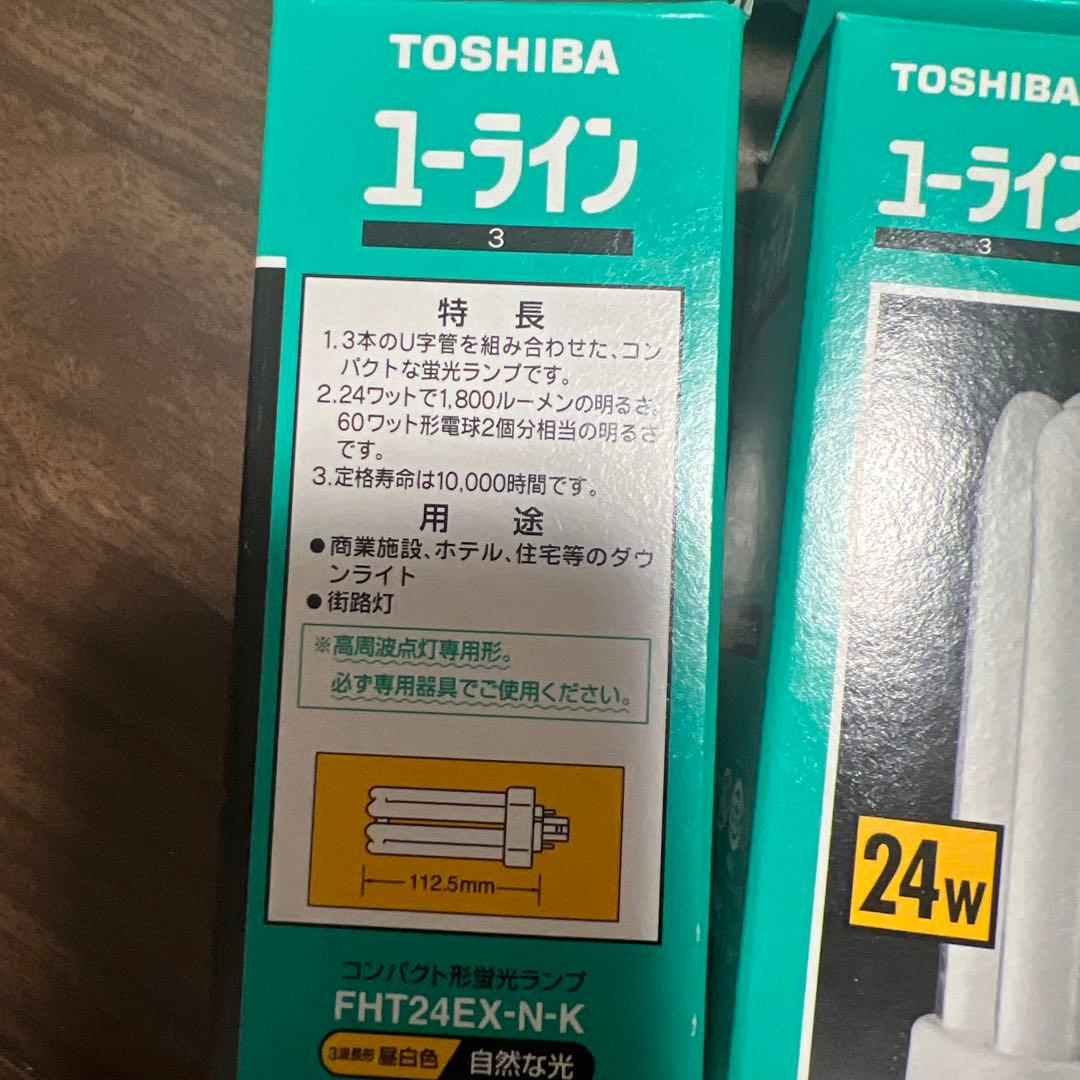 TOSHIBA
ユーライン
3
特 長
1.3本のU字管を組み合わせた、コン
パクトな蛍光ランプです。
2.24ワットで1,800ルーメンの明るさ。
60ワット形電球2個分相当の明るさ
です。
3.定格寿命は10,000時間です。
用 途
●商業施設、ホテル、住宅等のダウ
ンライト
●街路灯
※高周波点灯専用形。
必ず専用器具でご使用ください。
112.5mm
コンパクト形蛍光ランプ
FHT24EX-N-K
3波長形 昼白色 自然な光
TOSHIBA
ユーライン
3
24W